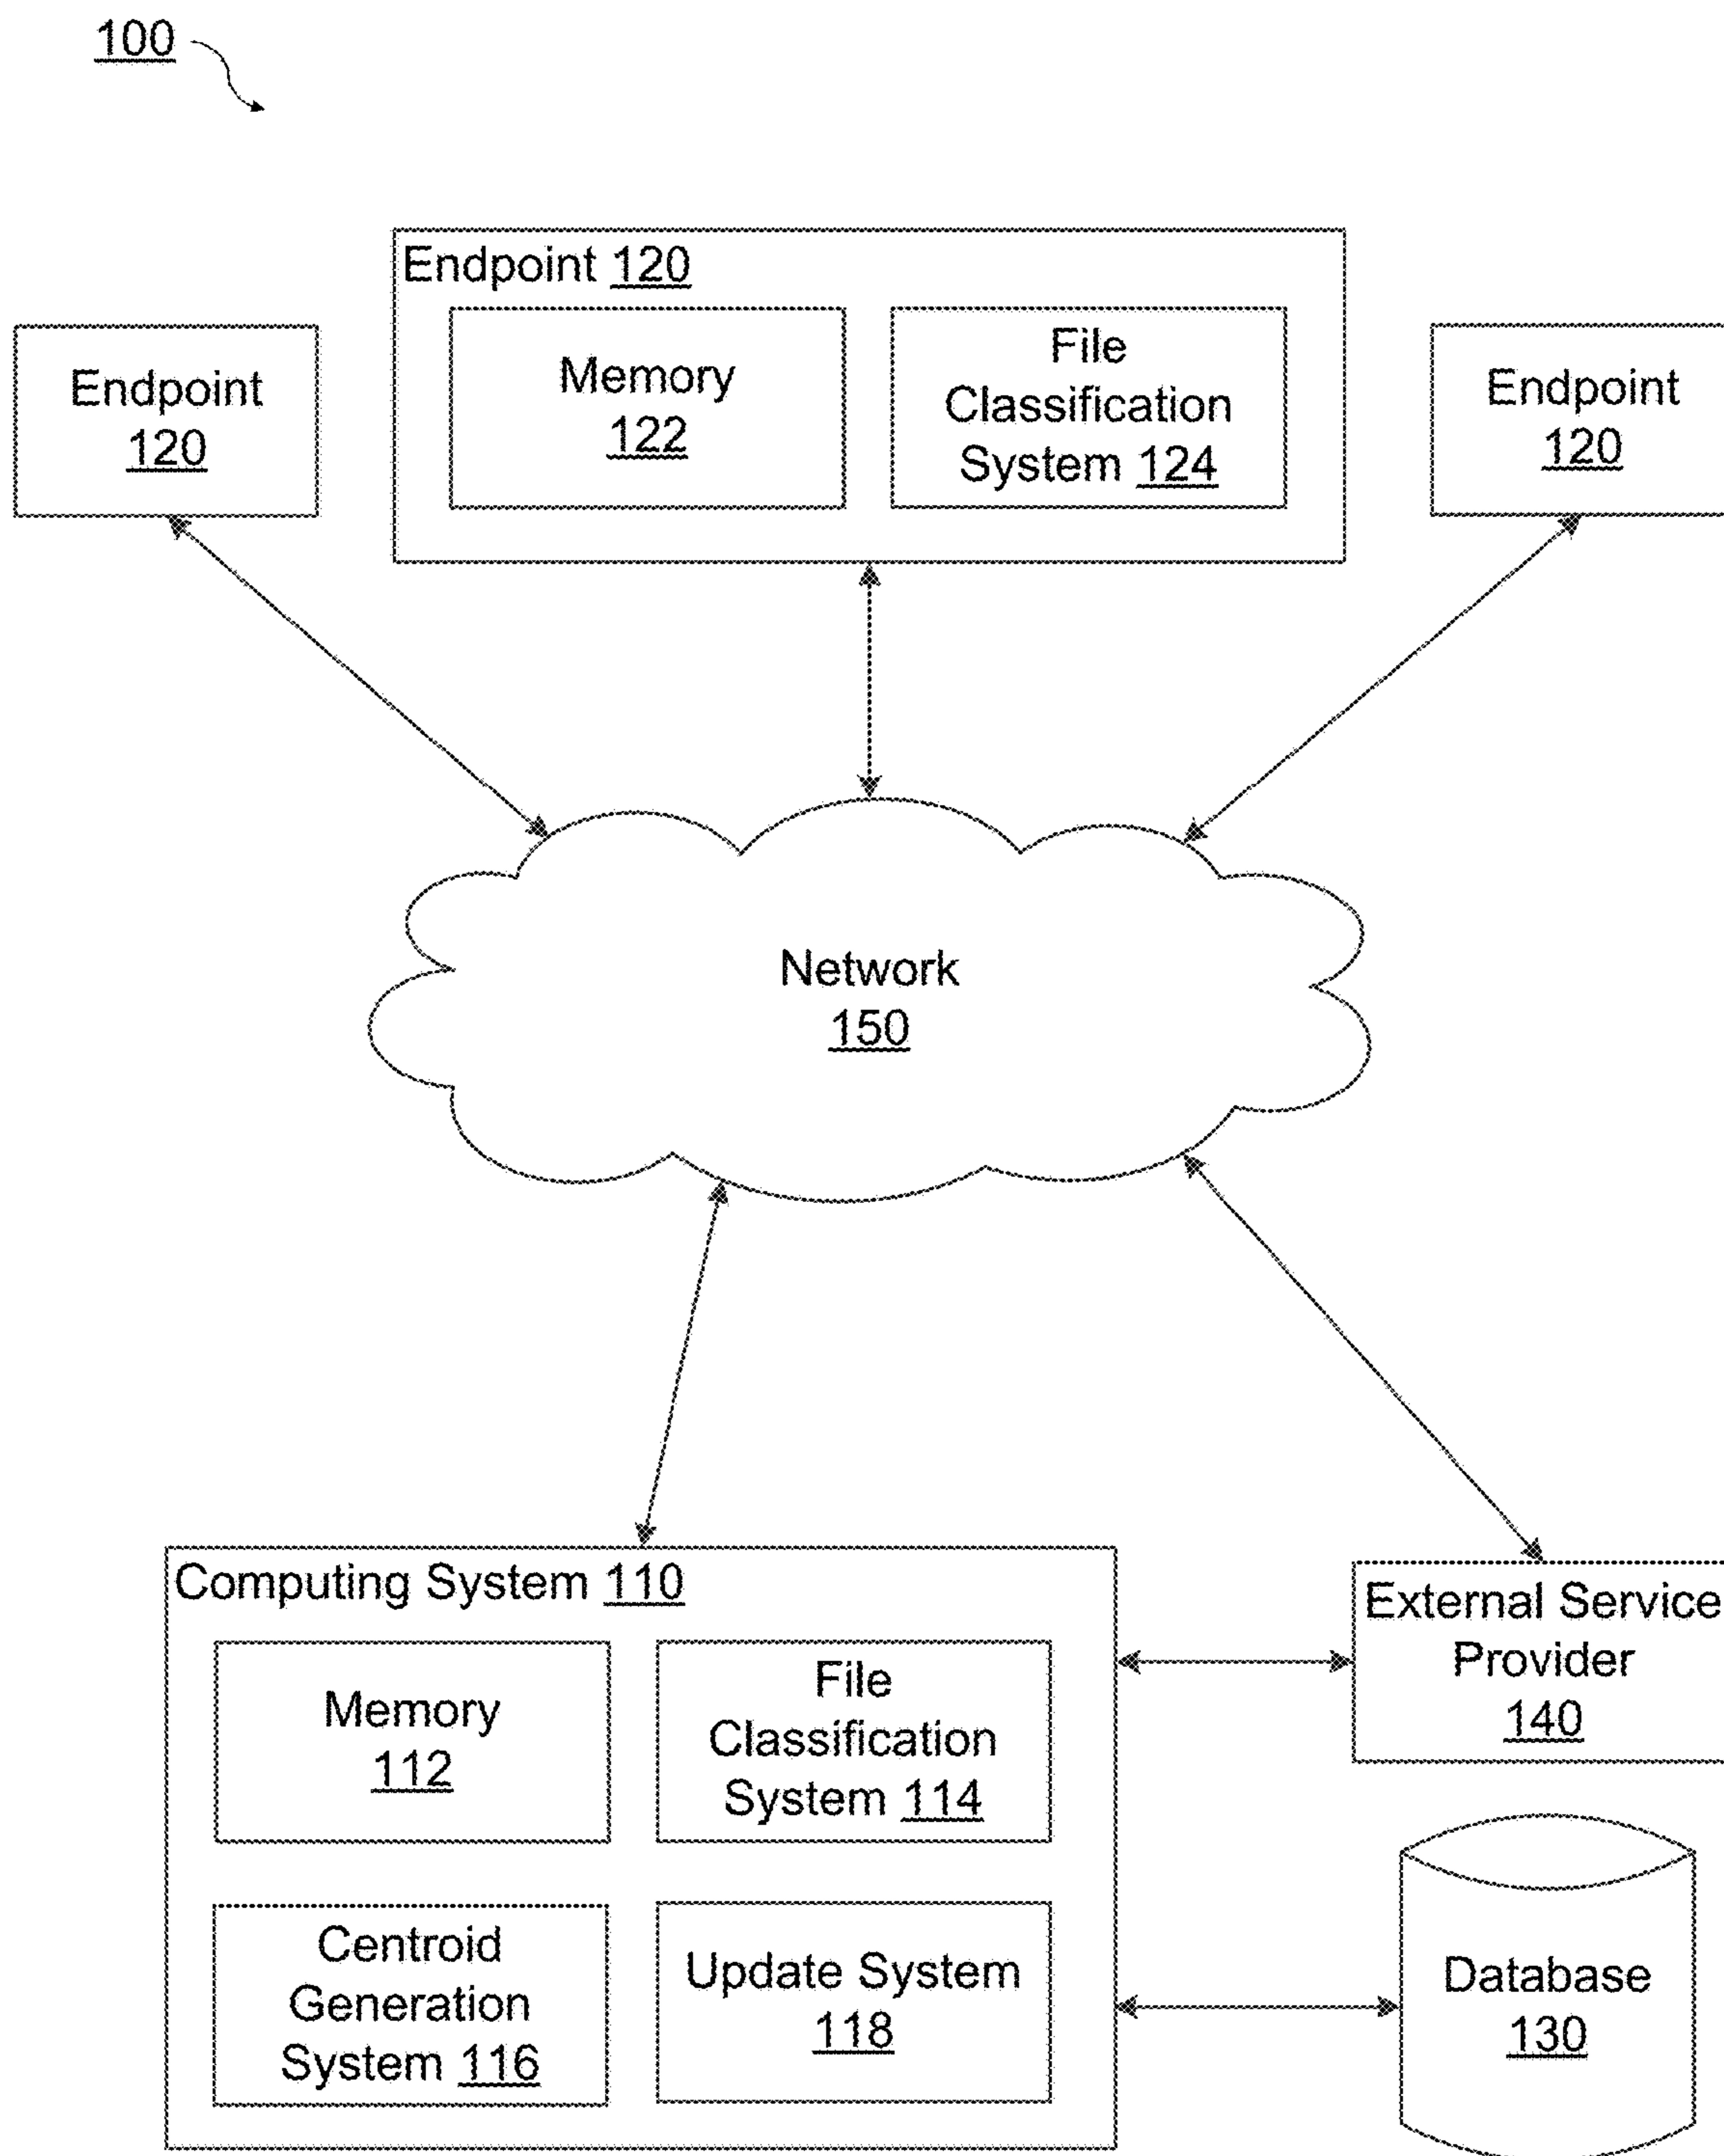 100
Endpoint 120
Memory
122
File
Classification
System 124
Endpoint
120
Endpoint
120
Network
150
Computing System 110
Memory
112
File
Classification
System 114
Centroid
Generation
System 116
Update System
118
External Service
Provider
140
Database
130